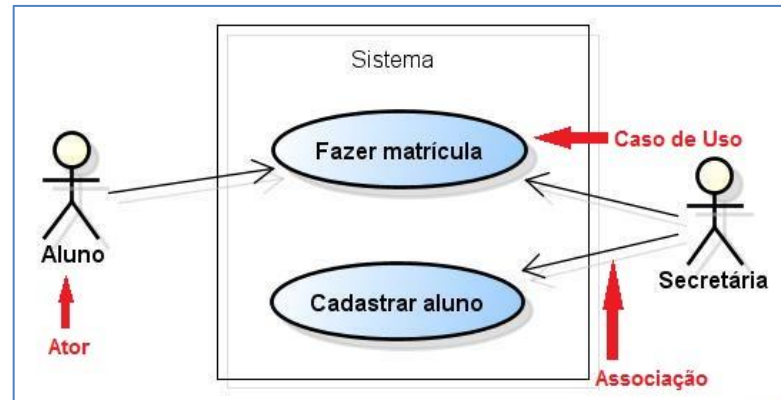 Sistema
Fazer matrícula
Caso de Uso
Aluno
Secretária
Cadastrar aluno
Ator
Associação